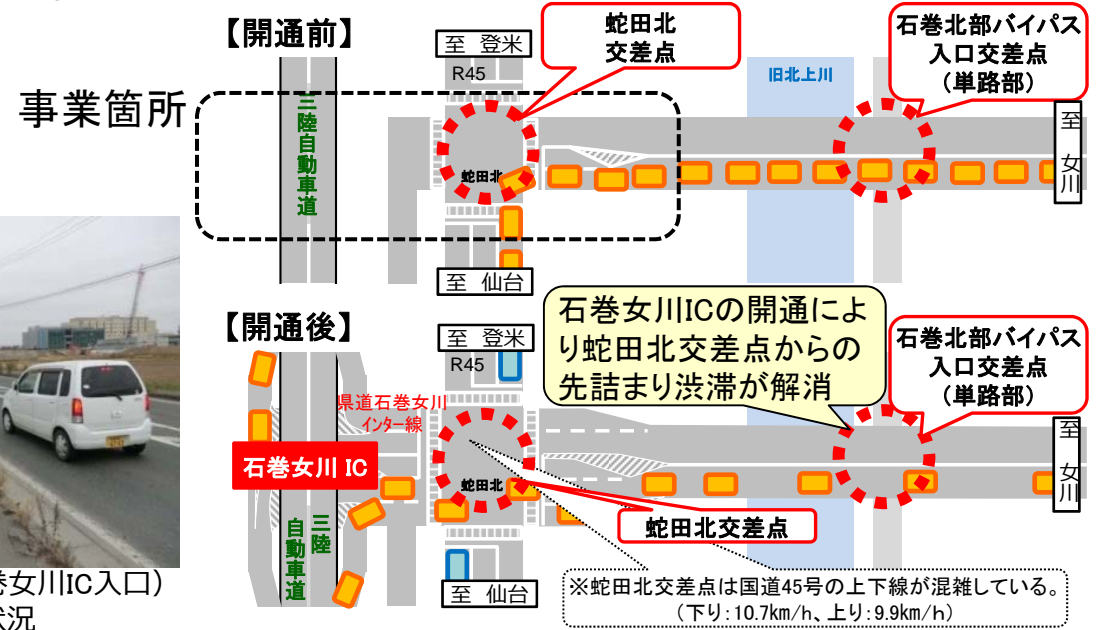 【開通前】
事業箇所
至 登米
R45
蛇田北
交差点
旧北上川
石巻北部バイパス
入口交差点
（単路部）
三陸自動車道
蛇田北
至 女川
至 仙台
【開通後】
至 登米
R45
石巻女川ICの開通によ
り蛇田北交差点からの
先詰まり渋滞が解消
石巻北部バイパス
入口交差点
（単路部）
県道石巻女川
インター線
石巻女川 IC
蛇田北
至 女川
蛇田北交差点
三陸
自動車道
至 仙台
※蛇田北交差点は国道45号の上下線が混雑している。
（下り:10.7km/h、上り:9.9km/h）
女川IC入口）
状況